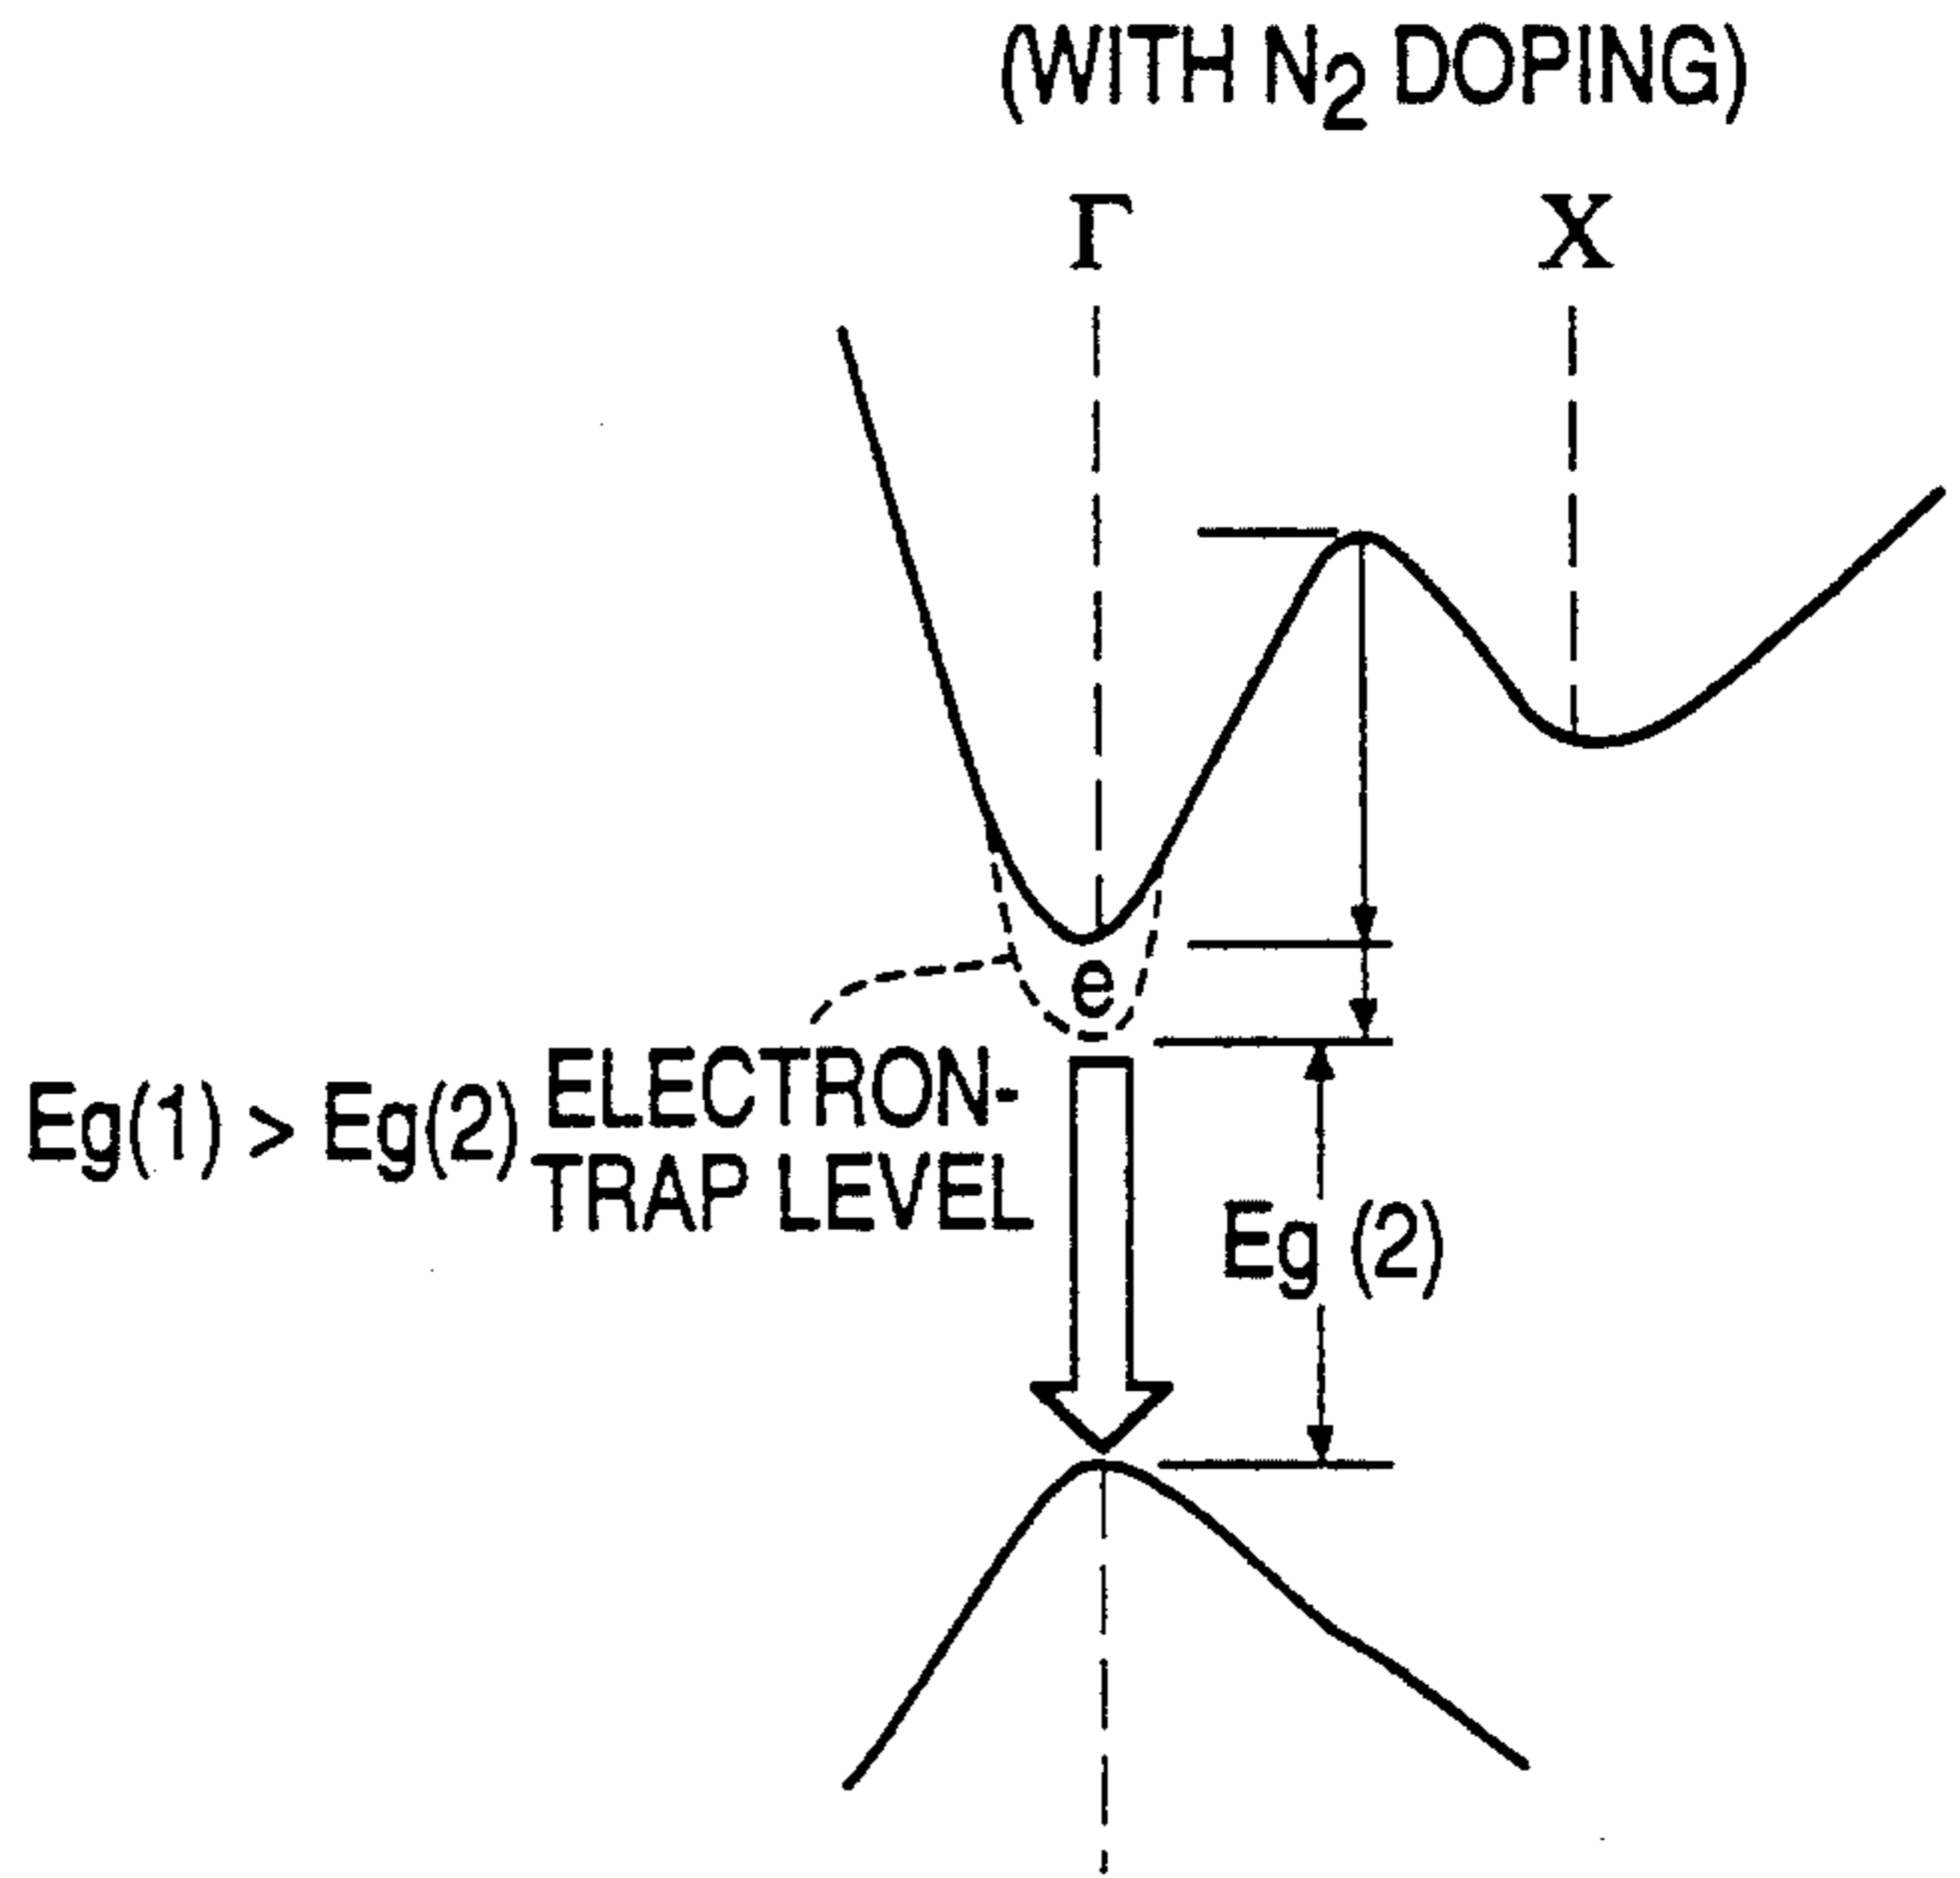 (WITH N2 DOPING)
Γ X
e
ELECTRON-
TRAP LEVEL
Eg(1) > Eg(2)
Eg (2)